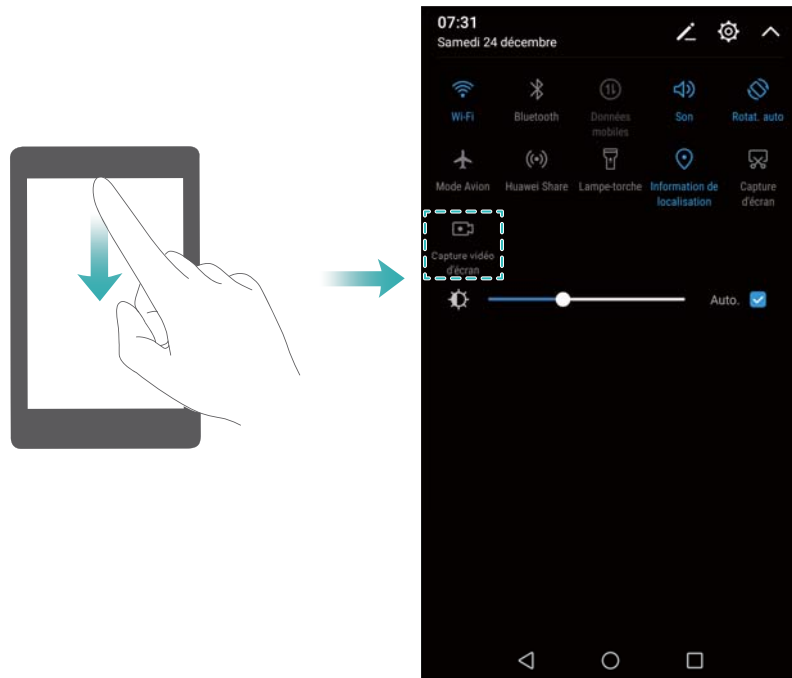 07:31
Samedi 24 décembre
Wi-Fi
Bluetooth
Données
mobiles
Son
Rotat. auto
Mode Avion
Huawei Share
Lampe-torche
Information de
localisation
Capture
d'écran
Capture vidéo
d'écran
Auto.